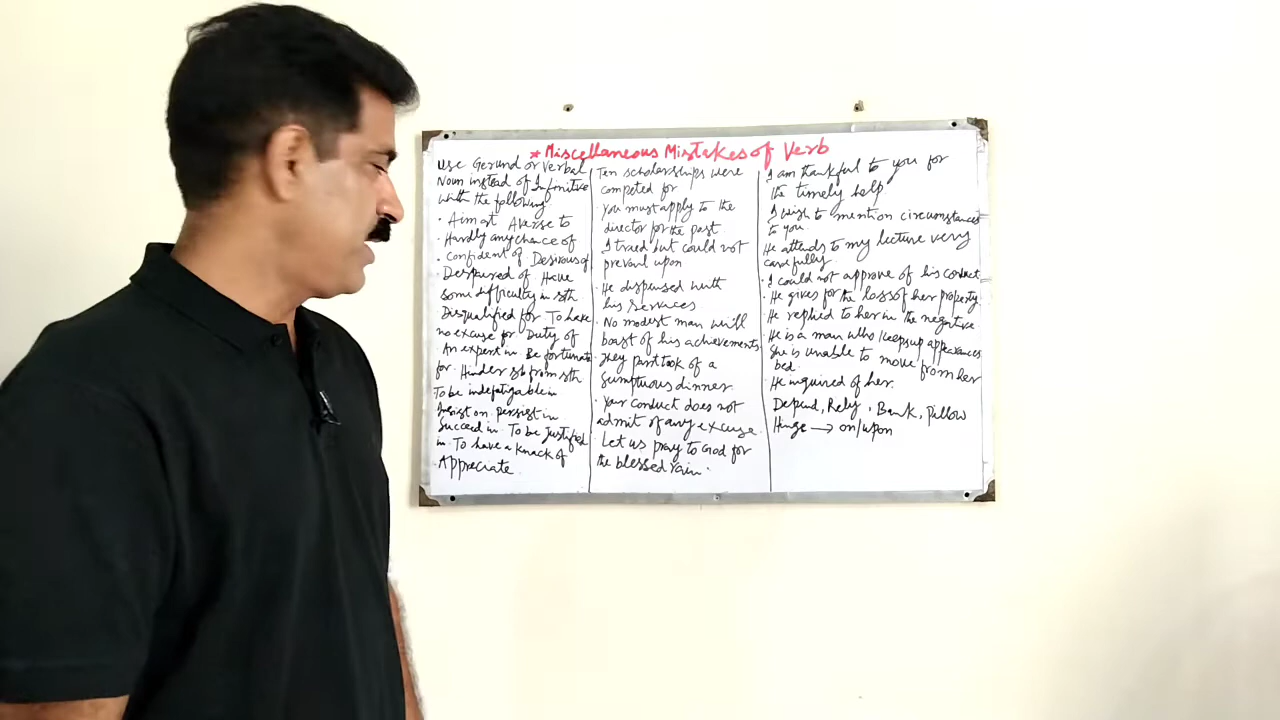 * Miscellaneous Mistakes of Verb
Use Gerund or Verbal
Noun instead of Infinitive
with the following
· Aim at Averse to
· Hardly any chance of
· Confident of Desirous of
Despaired of Have
some difficulty in sth
Disqualified for To have
no excuse for Duty of
An expert in Be fortunate
for Hinder sb from sth
To be indefatigable in
Insist on persist in
Succeed in To be Justified
in To have a knack of
Appreciate
Ten scholarships were
competed for
You must apply to the
director for the post
I tried but could not
prevail upon
· He dispensed with
his services
· No modest man will
boast of his achievements
They partook of a
Sumptuous dinner
· Your conduct does not
admit of any excuse.
Let us pray to God for
the blessed rain.
· I am thankful to you for
the timely help
· I wish to mention circumstances
to you.
He attends to my lecture very
carefully.
· I could not approve of his conduct
· He gives for the loss of her property
He replied to her in the negative
He is a man who keeps up appearances
She is unable to move from her
bed.
· He inquired of her.
Depend, Rely, Bank, pillow
Hinge → on/upon